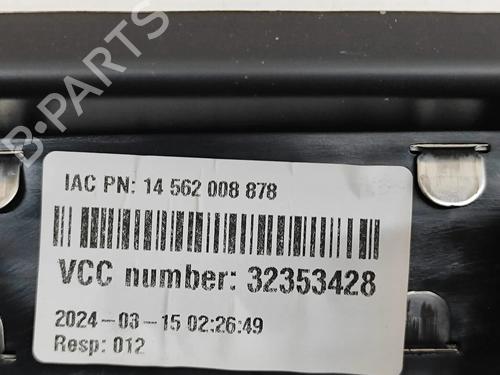 B-PARTS
IAC PN: 14 562 008 878
VCC number: 32353428
2024-03-15 02:26:49
Resp: 012